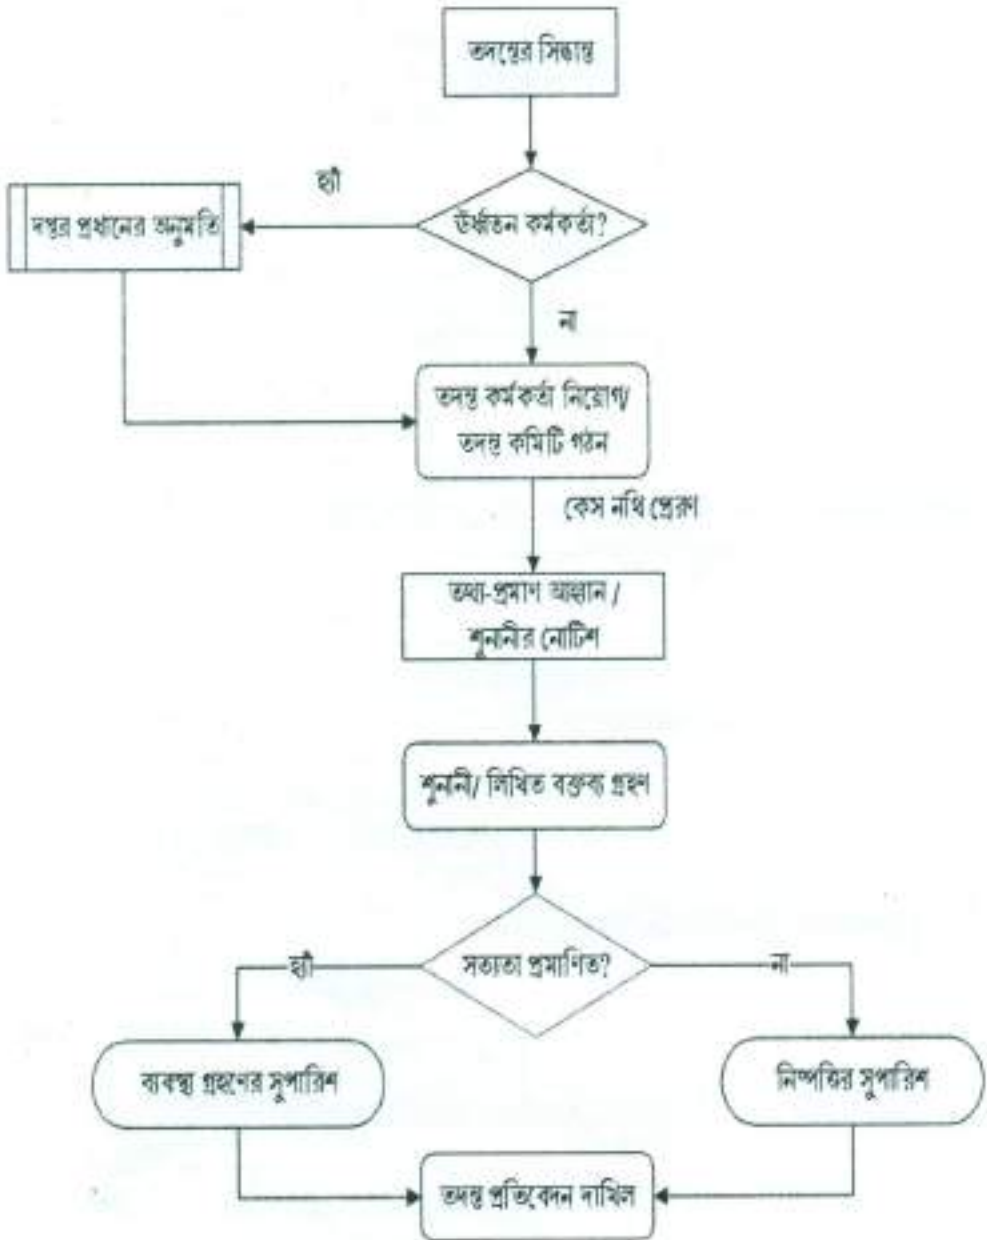 তদন্তের সিদ্ধান্ত
হ্যাঁ
ঊর্ধ্বতন কর্মকর্তা?
দপ্তর প্রধানের অনুমতি
না
তদন্ত কর্মকর্তা নিয়োগ/
তদন্ত কমিটি গঠন
কেস নথি প্রেরণ
তথ্য-প্রমাণ আহ্বান /
শুনানীর নোটিশ
শুনানী/ লিখিত বক্তব্য গ্রহণ
সত্যতা প্রমাণিত?
হ্যাঁ
না
ব্যবস্থা গ্রহণের সুপারিশ
নিষ্পত্তির সুপারিশ
তদন্ত প্রতিবেদন দাখিল